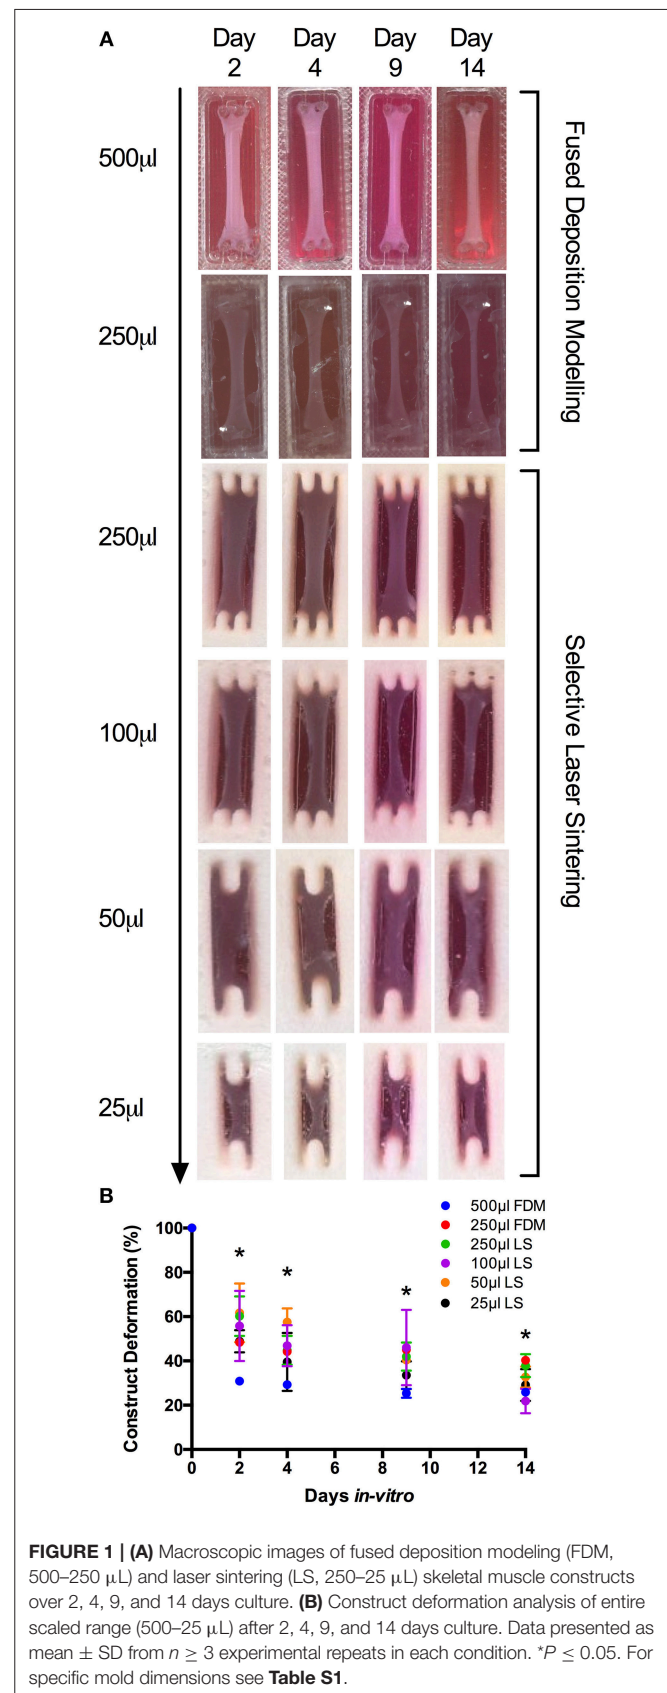 A
Day Day Day Day
2 4 9 14
500µl
250µl
250µl
100µl
50µl
25µl
Fused Deposition Modelling
Selective Laser Sintering
B
500µl FDM
250µl FDM
250µl LS
100µl LS
50µl LS
25µl LS
Construct Deformation (%)
100
80
60
40
20
0
* * * *
0 2 4 6 8 10 12 14
Days in-vitro
FIGURE 1 | (A) Macroscopic images of fused deposition modeling (FDM,
500–250 µL) and laser sintering (LS, 250–25 µL) skeletal muscle constructs
over 2, 4, 9, and 14 days culture. (B) Construct deformation analysis of entire
scaled range (500–25 µL) after 2, 4, 9, and 14 days culture. Data presented as
mean ± SD from n ≥ 3 experimental repeats in each condition. *P ≤ 0.05. For
specific mold dimensions see Table S1.